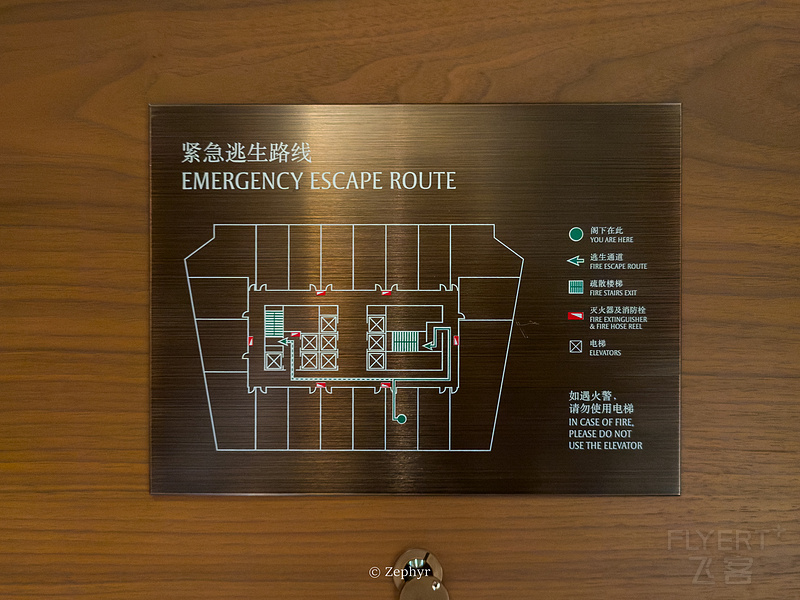 紧急逃生路线
EMERGENCY ESCAPE ROUTE
阁下在此
YOU ARE HERE
逃生通道
FIRE ESCAPE ROUTE
疏散楼梯
FIRE STAIRS EXIT
灭火器及消防栓
FIRE EXTINGUISHER
& FIRE HOSE REEL
电梯
ELEVATORS
如遇火警、
请勿使用电梯
IN CASE OF FIRE,
PLEASE DO NOT
USE THE ELEVATOR
FLYERT
飞客
© Zephyr